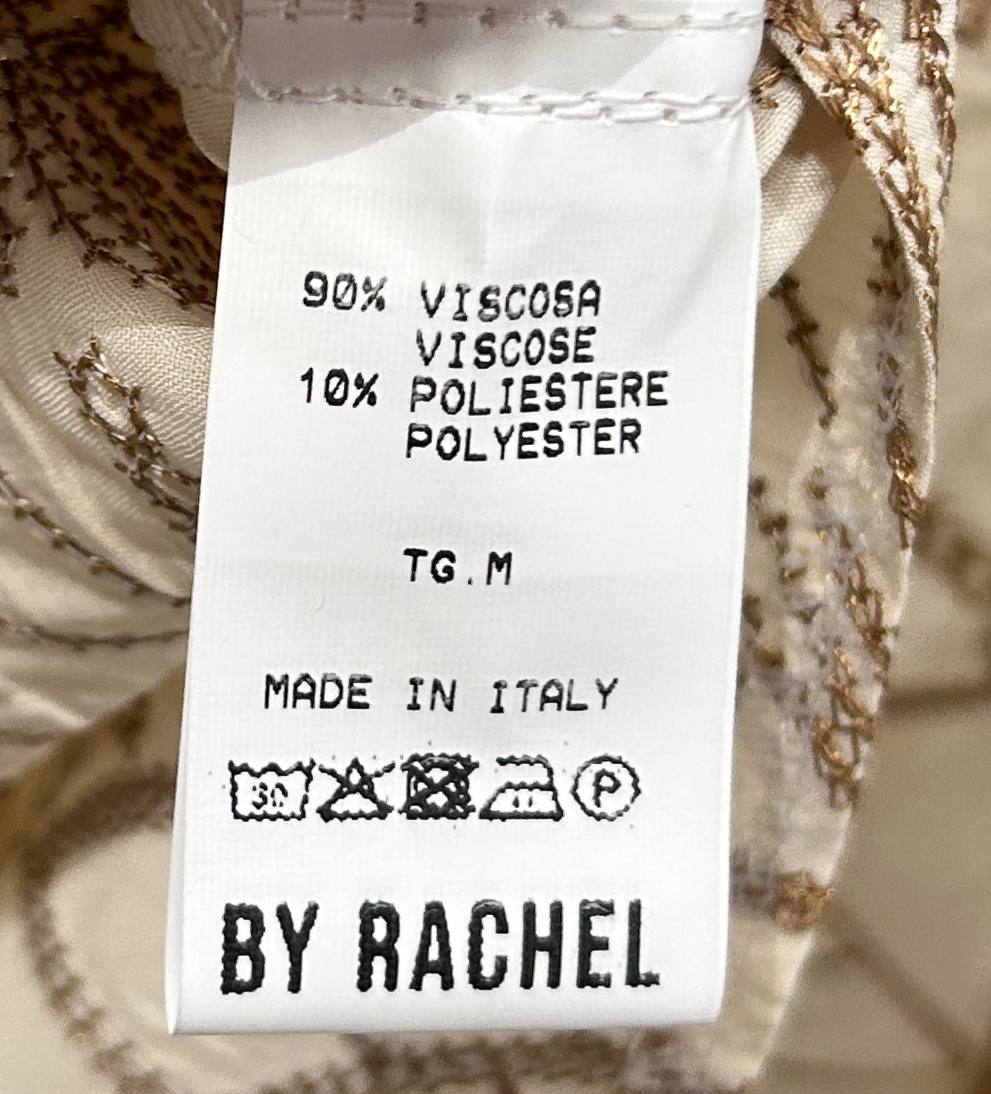 90% VISCOSA
VISCOSE
10% POLIESTERE
POLYESTER
TG.M
MADE IN ITALY
30 P
BY RACHEL